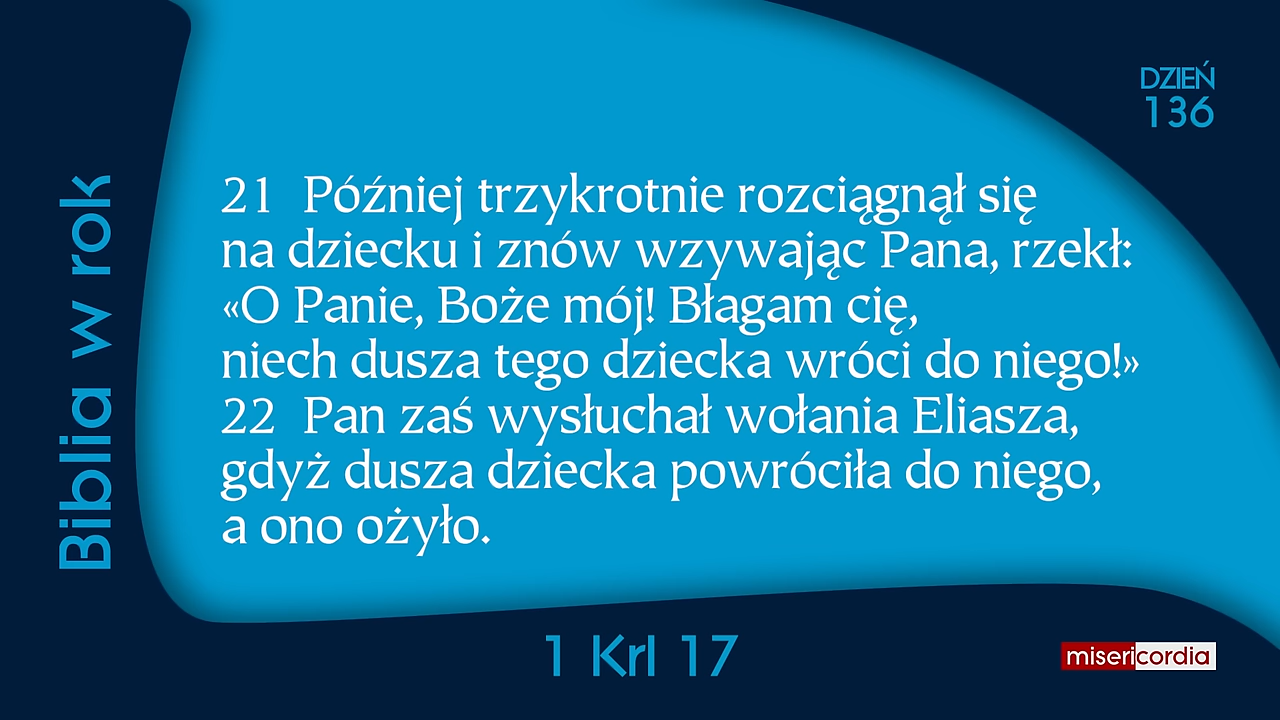 DZIEŃ
136
Biblia w rok
21 Później trzykrotnie rozciągnął się
na dziecku i znów wzywając Pana, rzekł:
«O Panie, Boże mój! Błagam cię,
niech dusza tego dziecka wróci do niego!»
22 Pan zaś wysłuchał wołania Eliasza,
gdyż dusza dziecka powróciła do niego,
a ono ożyło.
1 Krl 17
misericordia